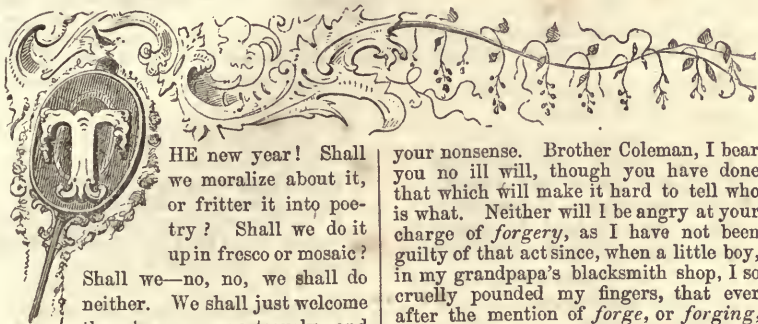 THE new year! Shall
we moralize about it,
or fritter it into poe-
try? Shall we do it
up in fresco or mosaic?
Shall we—no, no, we shall do
neither. We shall just welcome
your nonsense. Brother Coleman, I bear
you no ill will, though you have done
that which will make it hard to tell who
is what. Neither will I be angry at your
charge of forgery, as I have not been
guilty of that act since, when a little boy,
in my grandpapa's blacksmith shop, I so
cruelly pounded my fingers, that ever
after the mention of forge, or forging,